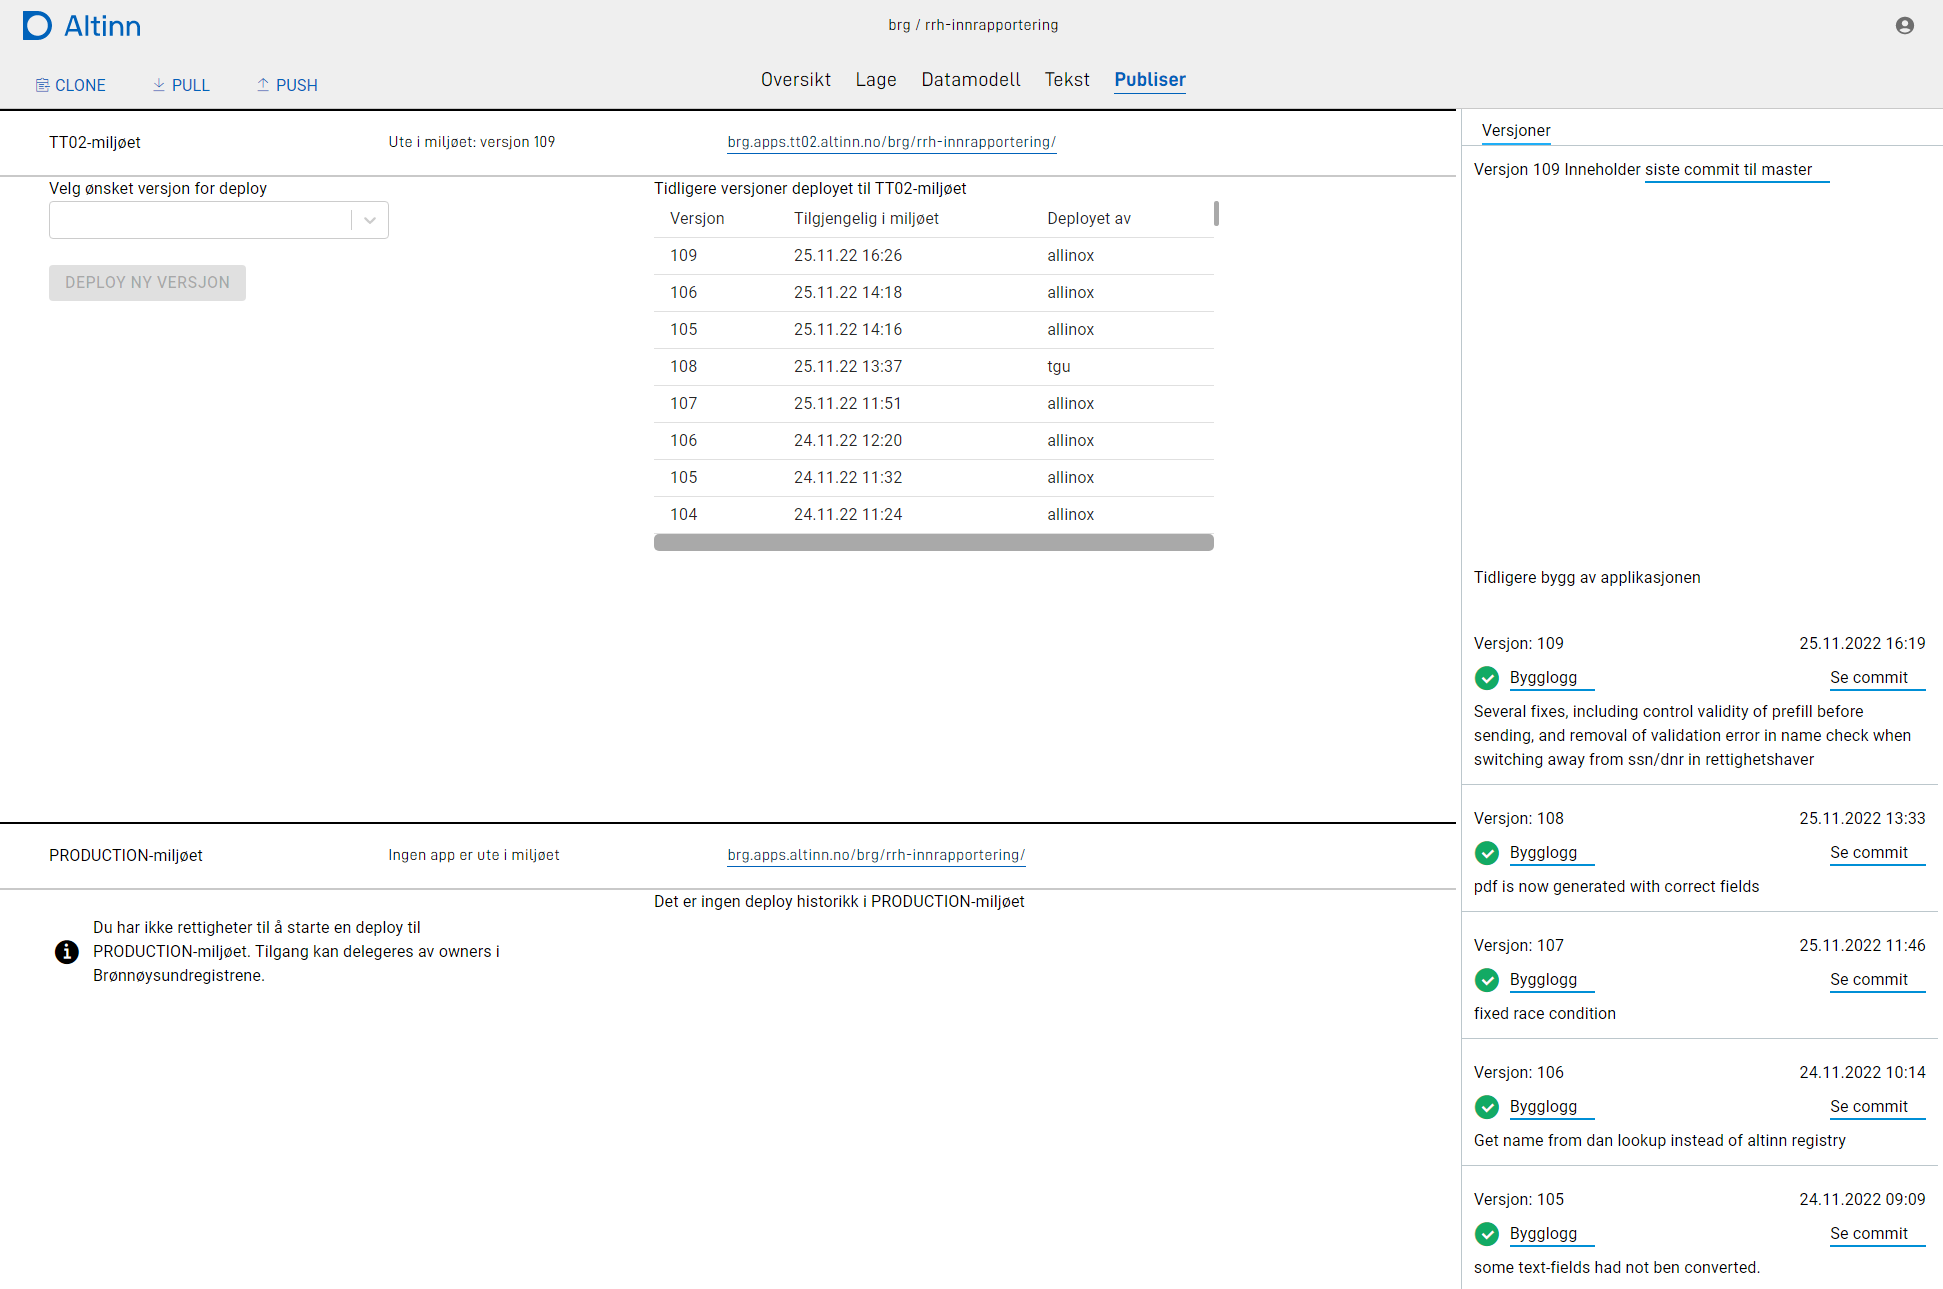 Altinn
brg / rrh-innrapportering
CLONE PULL PUSH
Oversikt Lage Datamodell Tekst Publiser
TT02-miljøet Ute i miljøet: versjon 109 brg.apps.tt02.altinn.no/brg/rrh-innrapportering/
Velg ønsket versjon for deploy
DEPLOY NY VERSJON
Tidligere versjoner deployet til TT02-miljøet
Versjon Tilgjengelig i miljøet Deployet av
109 25.11.22 16:26 allinox
106 25.11.22 14:18 allinox
105 25.11.22 14:16 allinox
108 25.11.22 13:37 tgu
107 25.11.22 11:51 allinox
106 24.11.22 12:20 allinox
105 24.11.22 11:32 allinox
104 24.11.22 11:24 allinox
PRODUCTION-miljøet Ingen app er ute i miljøet brg.apps.altinn.no/brg/rrh-innrapportering/
Du har ikke rettigheter til å starte en deploy til
PRODUCTION-miljøet. Tilgang kan delegeres av owners i
Brønnøysundregistrene.
Det er ingen deploy historikk i PRODUCTION-miljøet
Versjoner
Versjon 109 Inneholder siste commit til master
Tidligere bygg av applikasjonen
Versjon: 109 25.11.2022 16:19
Bygglogg Se commit
Several fixes, including control validity of prefill before
sending, and removal of validation error in name check when
switching away from ssn/dnr in rettighetshaver
Versjon: 108 25.11.2022 13:33
Bygglogg Se commit
pdf is now generated with correct fields
Versjon: 107 25.11.2022 11:46
Bygglogg Se commit
fixed race condition
Versjon: 106 24.11.2022 10:14
Bygglogg Se commit
Get name from dan lookup instead of altinn registry
Versjon: 105 24.11.2022 09:09
Bygglogg Se commit
some text-fields had not ben converted.